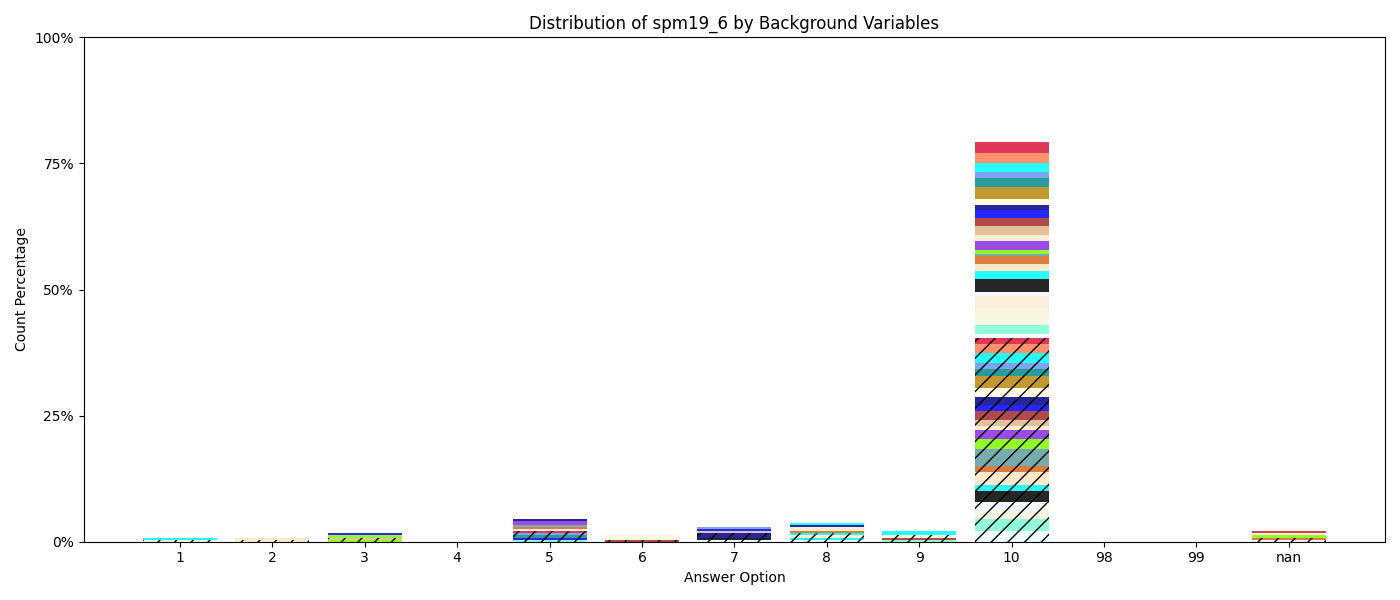 Distribution of spm19_6 by Background Variables
100%
75%
50%
25%
0%
Count Percentage
1 2 3 4 5 6 7 8 9 10 98 99 nan
Answer Option